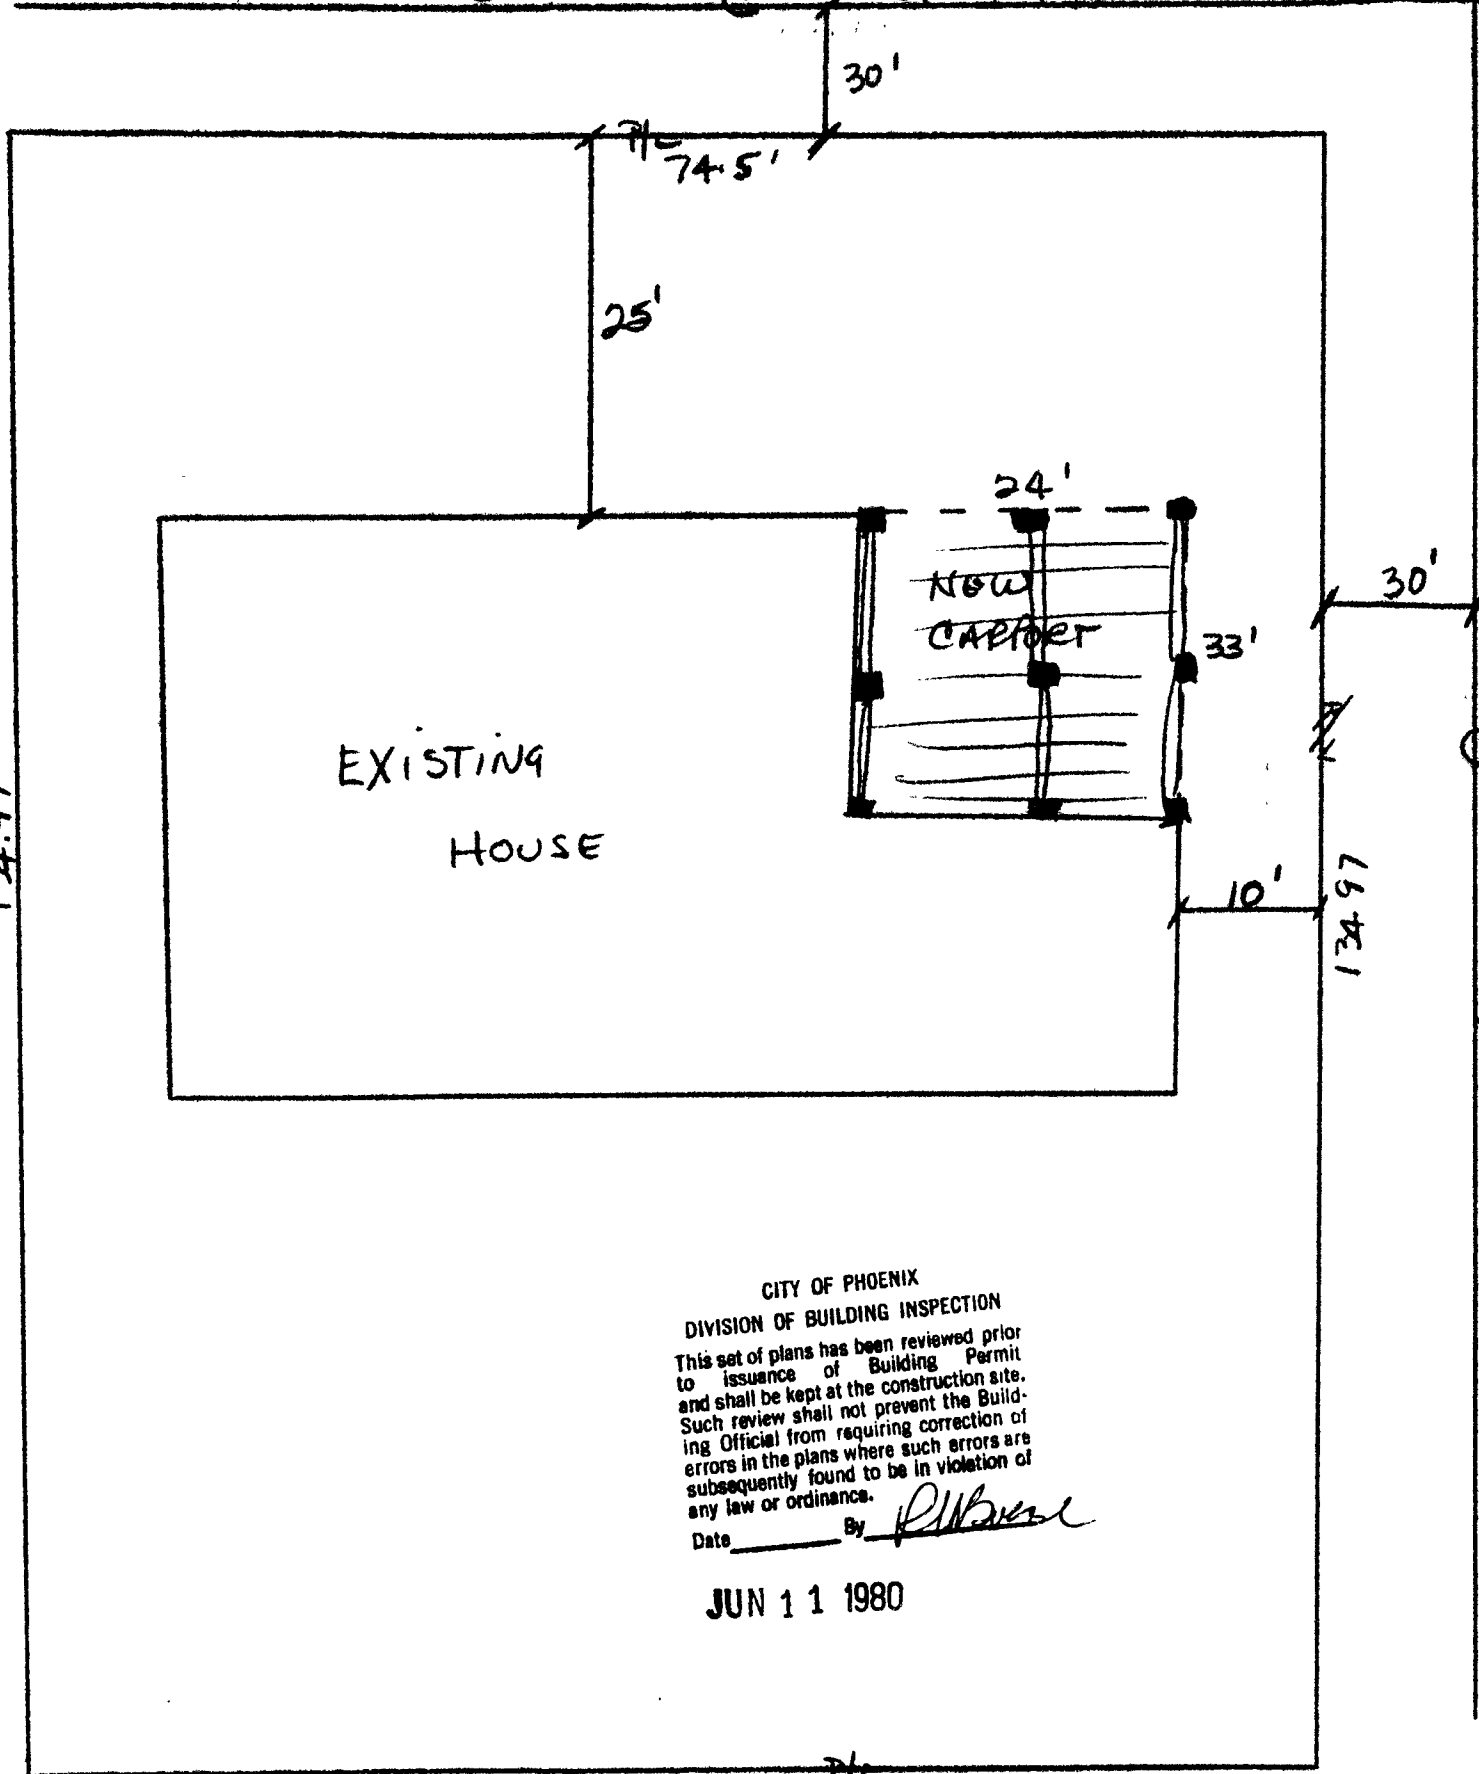 30'
P/L
74.5'
25'
24'
NEW
CARPORT
33'
30'
P/L
EXISTING
HOUSE
10'
134.97
CITY OF PHOENIX
DIVISION OF BUILDING INSPECTION
This set of plans has been reviewed prior
to issuance of Building Permit
and shall be kept at the construction site.
Such review shall not prevent the Build-
ing Official from requiring correction of
errors in the plans where such errors are
subsequently found to be in violation of
any law or ordinance.
Date By
JUN 11 1980